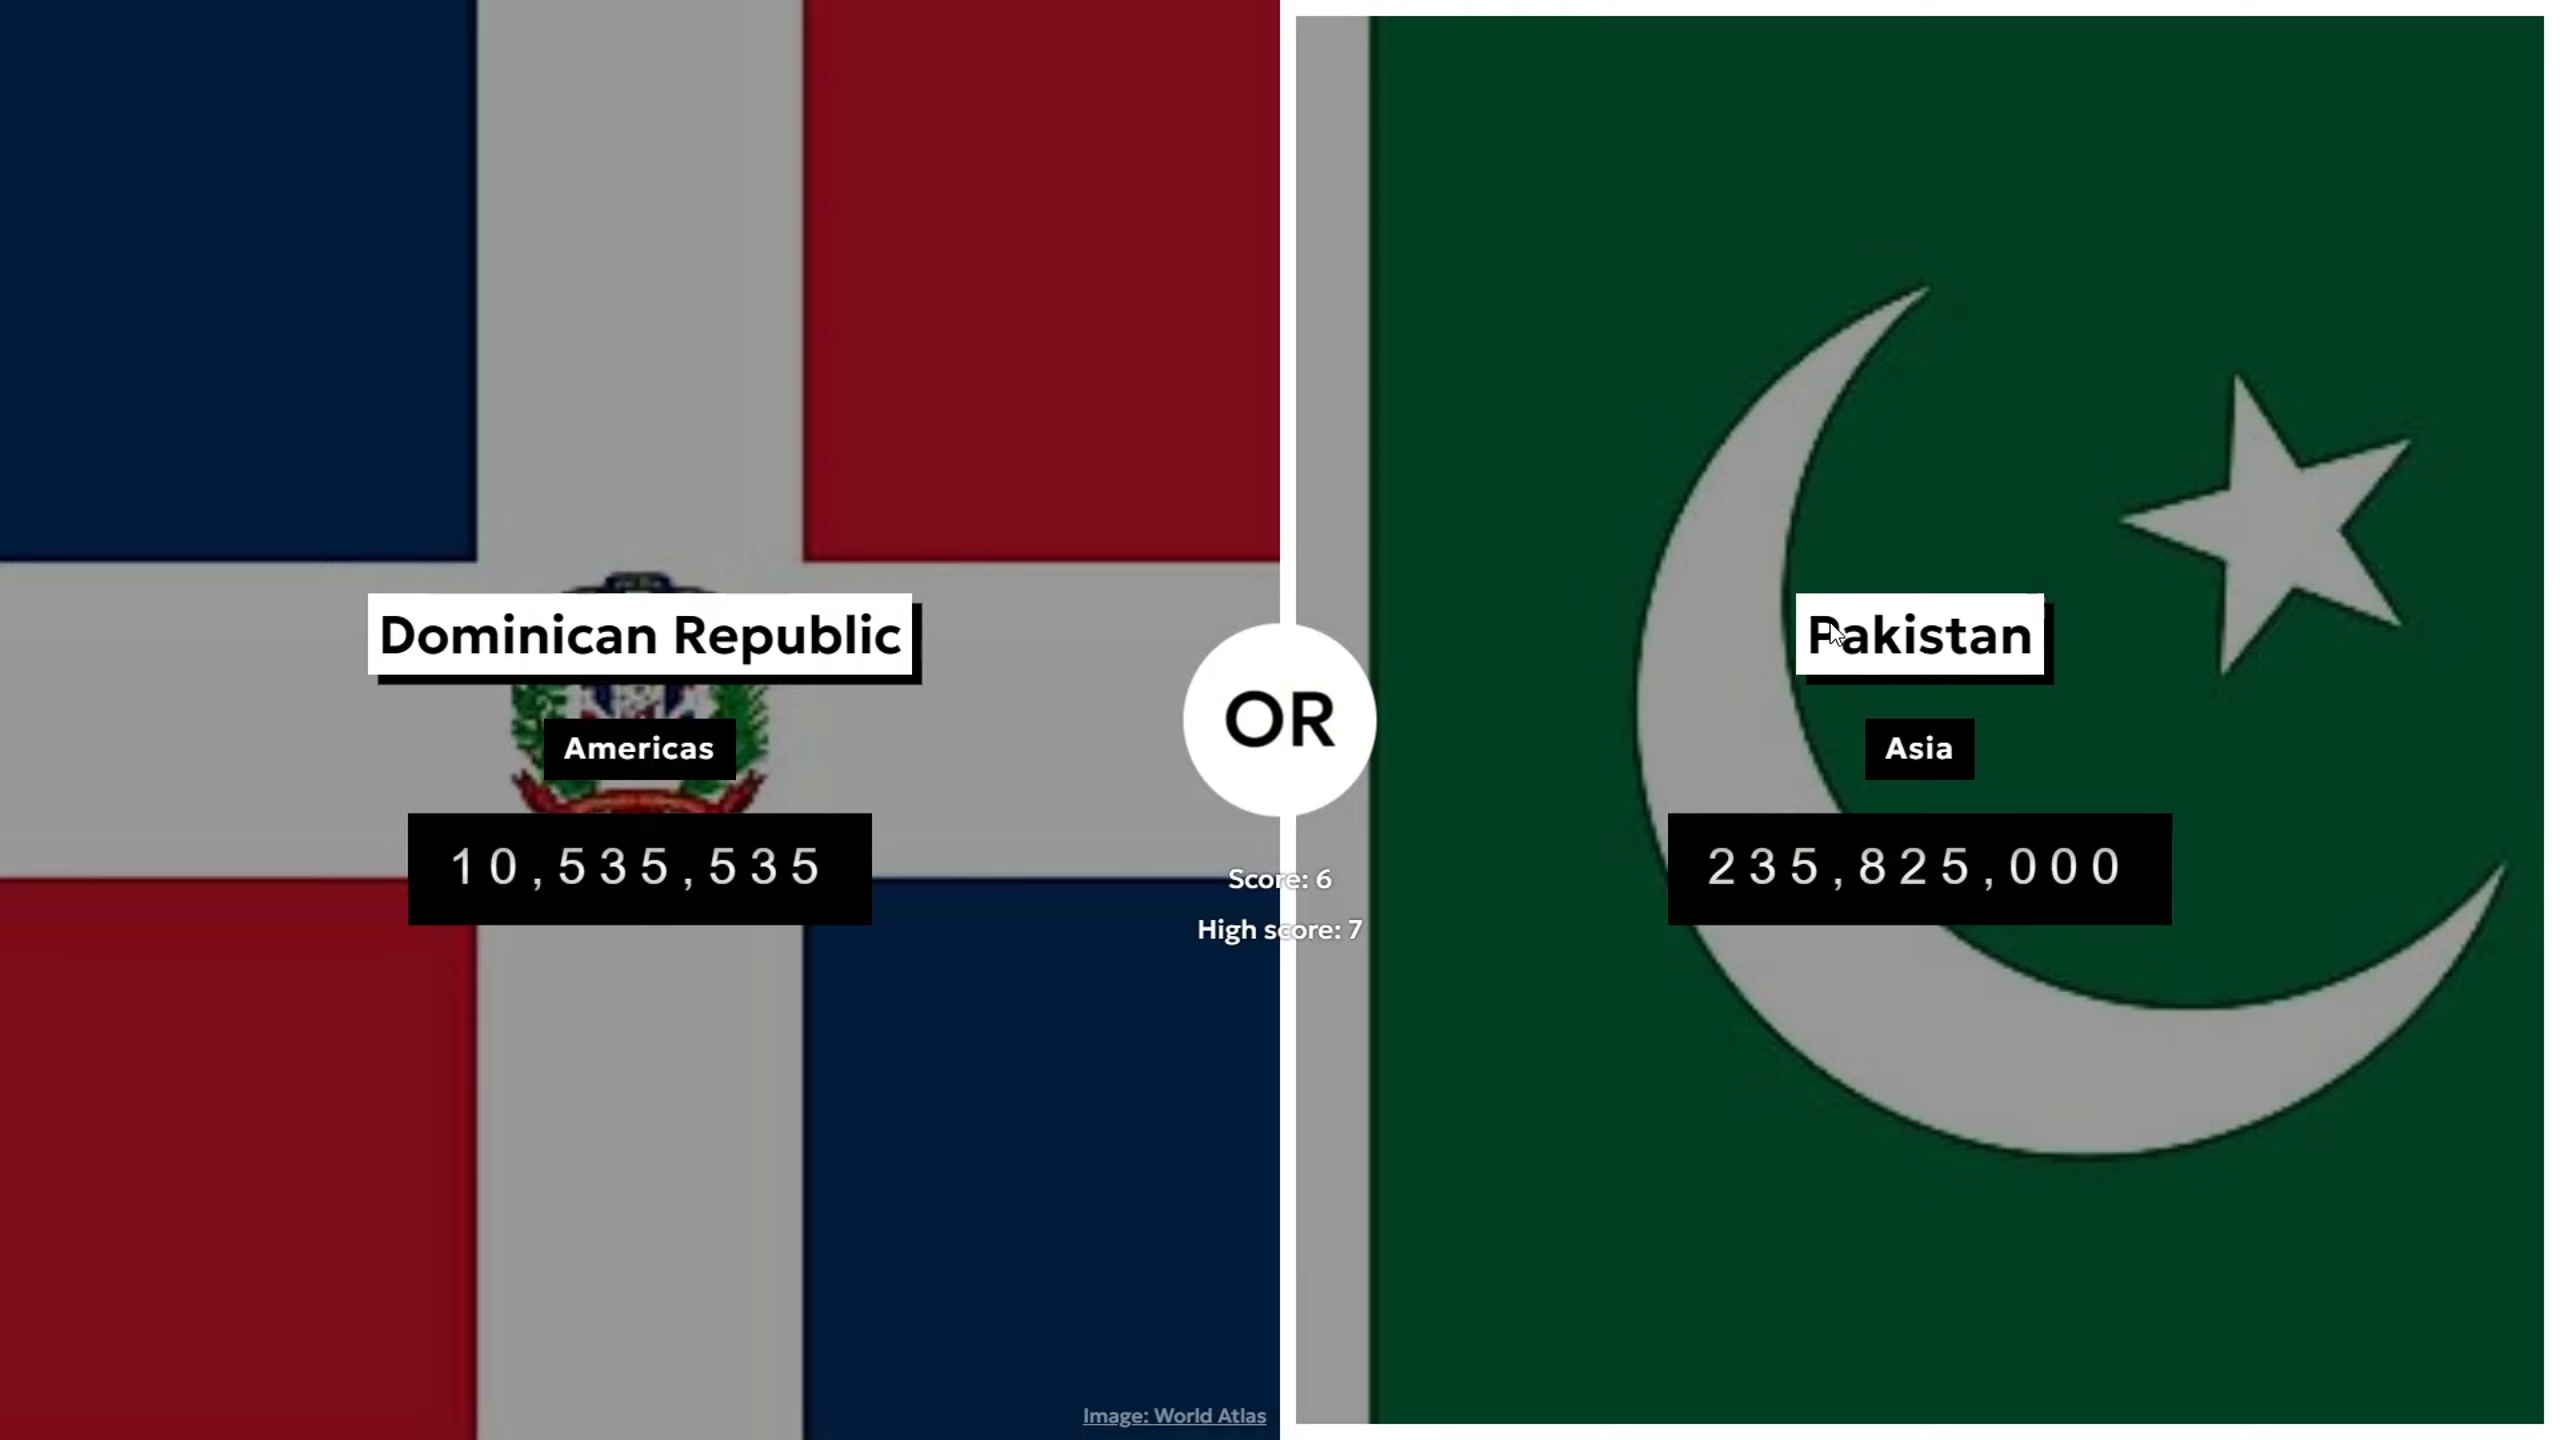 Dominican Republic
Americas
10,535,535
OR
Score: 6
High score: 7
Pakistan
Asia
235,825,000
Image: World Atlas